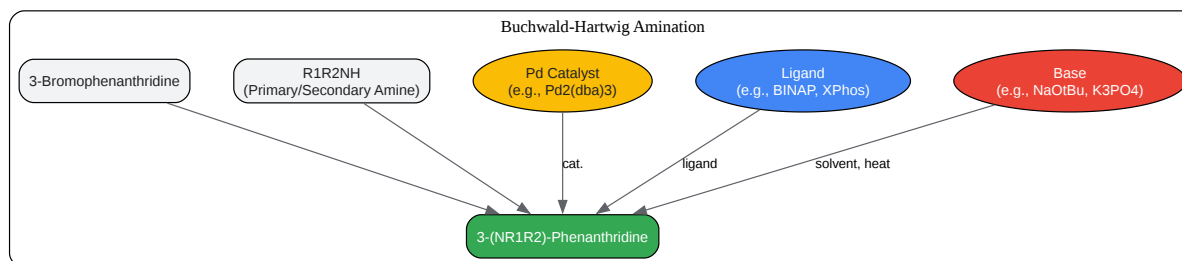 Buchwald-Hartwig Amination
3-Bromophenanthridine
R1R2NH
(Primary/Secondary Amine)
Pd Catalyst
(e.g., Pd2(dba)3)
Ligand
(e.g., BINAP, XPhos)
Base
(e.g., NaOtBu, K3PO4)
cat.
ligand
solvent, heat
3-(NR1R2)-Phenanthridine